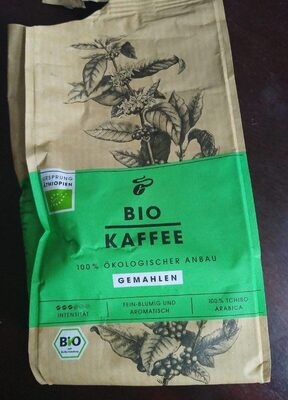 URSPRUNG
ÄTHIOPIEN
BIO
KAFFEE
100% ÖKOLOGISCHER ANBAU
GEMAHLEN
INTENSITÄT
FEIN-BLUMIG UND
AROMATISCH
100% TCHIBO
ARABICA
BiO